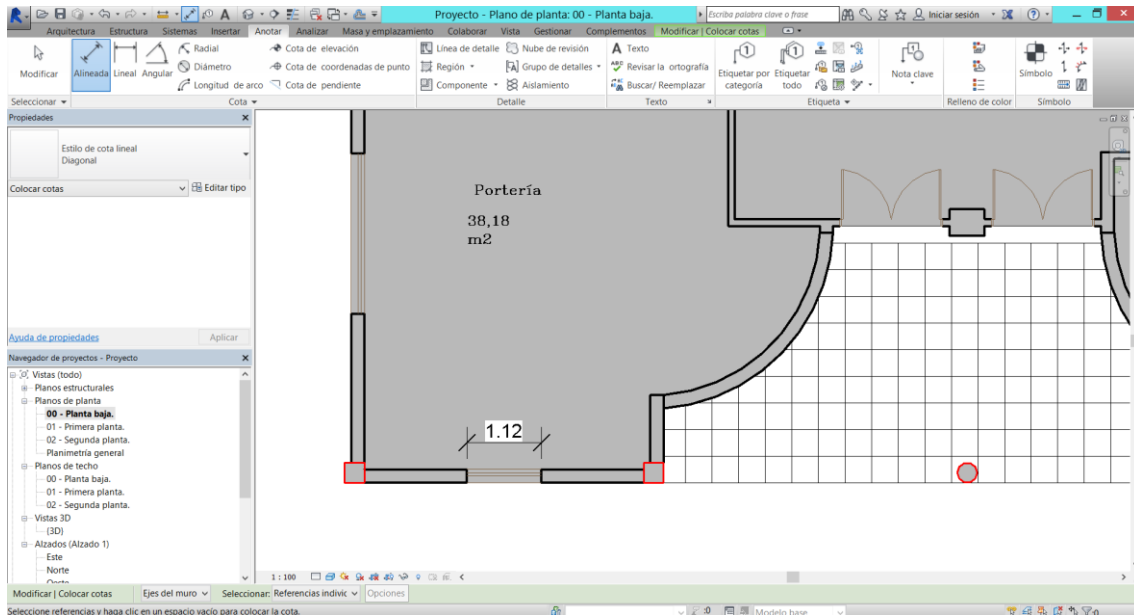 Proyecto - Plano de planta: 00 - Planta baja.
Escriba palabra clave o frase
Iniciar sesión
Arquitectura Estructura Sistemas Insertar Anotar Analizar Masa y emplazamiento Colaborar Vista Gestionar Complementos Modificar | Colocar cotas
Modificar
Alineada Lineal Angular
Radial
Diámetro
Longitud de arco
Cota de elevación
Cota de coordenadas de punto
Cota de pendiente
Línea de detalle
Región
Componente
Nube de revisión
Grupo de detalles
Aislamiento
A Texto
Revisar la ortografía
Buscar/ Reemplazar
Etiquetar por categoría
Etiquetar todo
Nota clave
Símbolo
Seleccionar Cota Detalle Texto Etiqueta Relleno de color Símbolo
Propiedades
Estilo de cota lineal
Diagonal
Colocar cotas Editar tipo
Ayuda de propiedades Aplicar
Navegador de proyectos - Proyecto
Vistas (todo)
Planos estructurales
Planos de planta
00 - Planta baja.
01 - Primera planta.
02 - Segunda planta.
Planimetría general
Planos de techo
00 - Planta baja.
01 - Primera planta.
02 - Segunda planta.
Vistas 3D
{3D}
Alzados (Alzado 1)
Este
Norte
Oeste
Portería
38,18
m2
1.12
1 : 100
Modificar | Colocar cotas Ejes del muro Seleccionar: Referencias individ Opciones
Seleccione referencias y haga clic en un espacio vacío para colocar la cota.
:0 Modelo base